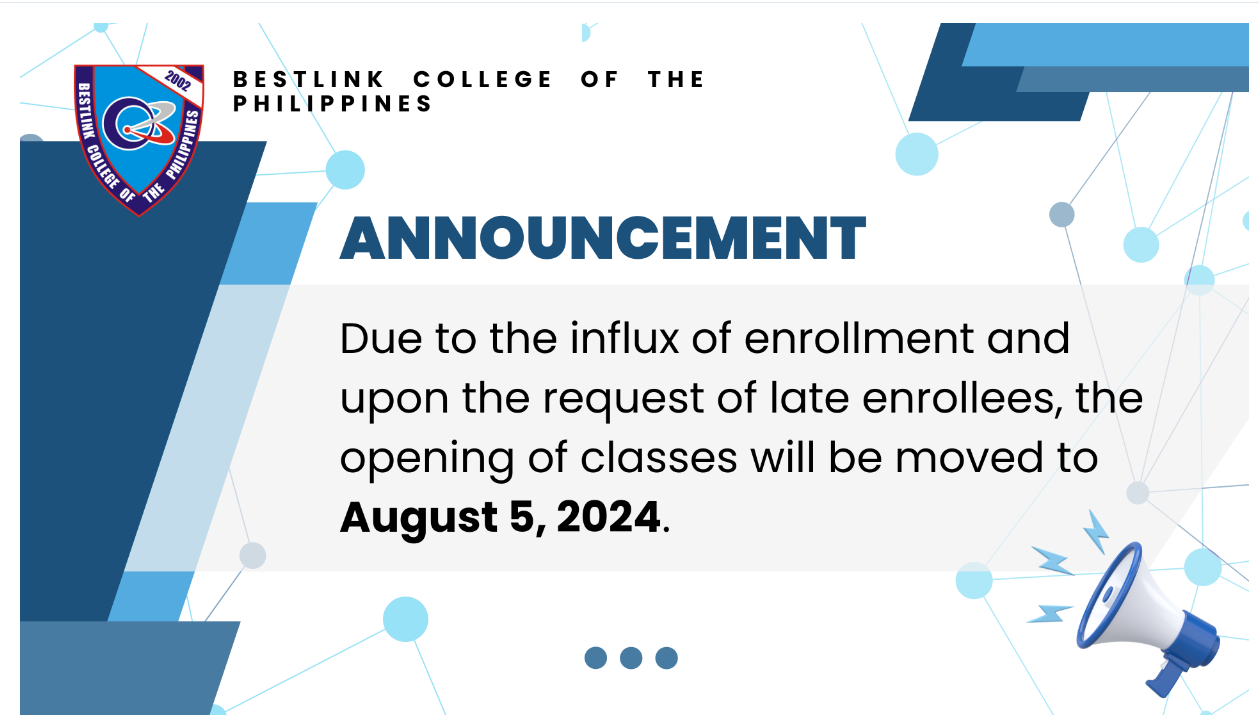 2002
BESTLINK COLLEGE OF THE PHILIPPINES
BESTLINK COLLEGE OF THE
PHILIPPINES
ANNOUNCEMENT
Due to the influx of enrollment and
upon the request of late enrollees, the
opening of classes will be moved to
August 5, 2024.